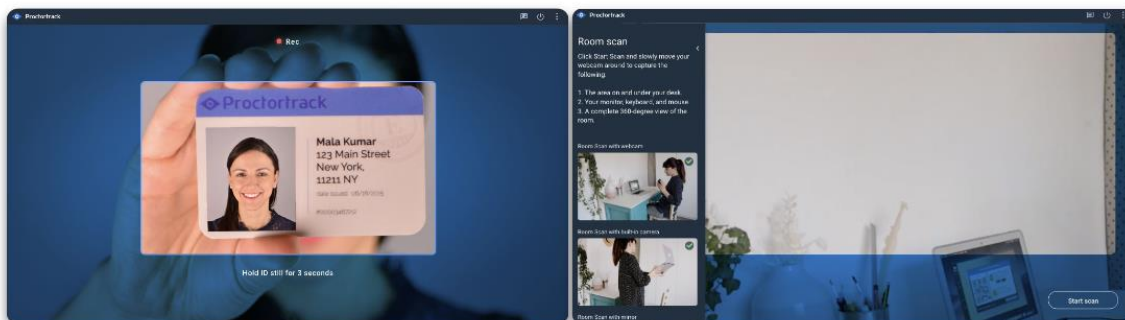 Proctortrack
Rec
Proctortrack
Mala Kumar
123 Main Street
New York,
11211 NY
Hold ID still for 3 seconds
Proctortrack
Room scan
Click Start Scan and slowly move your
webcam around to capture the
following.
1. The area on and under your desk.
2. Your monitor, keyboard, and mouse
3. A complete 360-degree view of the
room.
Room Scan with webcam
Room Scan with built-in camera
Room Scan with mirror
Start scan